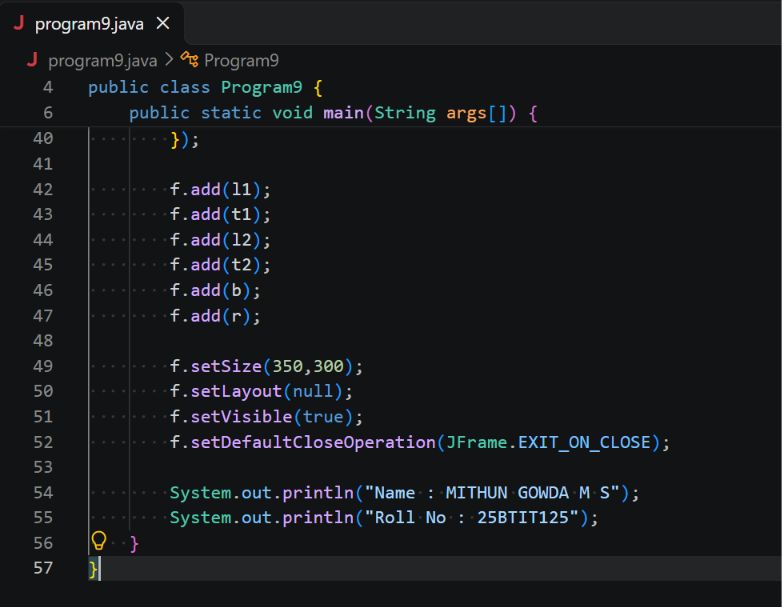 J program9.java ×
J program9.java > Program9
4 public class Program9 {
6 public static void main(String args[]) {
40 });
41
42 f.add(l1);
43 f.add(t1);
44 f.add(l2);
45 f.add(t2);
46 f.add(b);
47 f.add(r);
48
49 f.setSize(350,300);
50 f.setLayout(null);
51 f.setVisible(true);
52 f.setDefaultCloseOperation(JFrame.EXIT_ON_CLOSE);
53
54 System.out.println("Name : MITHUN GOWDA M S");
55 System.out.println("Roll No : 25BTIT125");
56 }
57 }